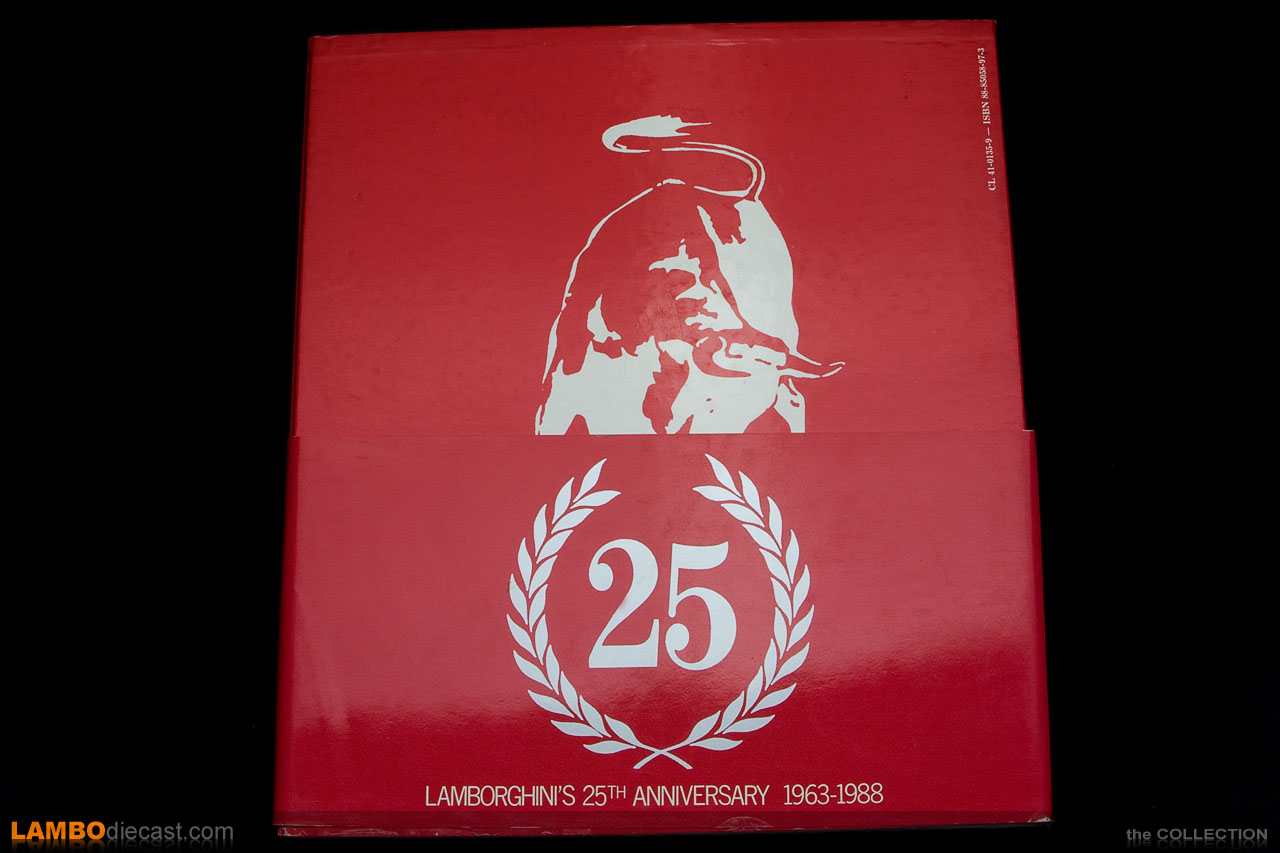 CL 41-0135-9 — ISBN 88-85058-97-3
25
LAMBORGHINI'S 25TH ANNIVERSARY 1963-1988
LAMBOdiecast.com
the COLLECTION